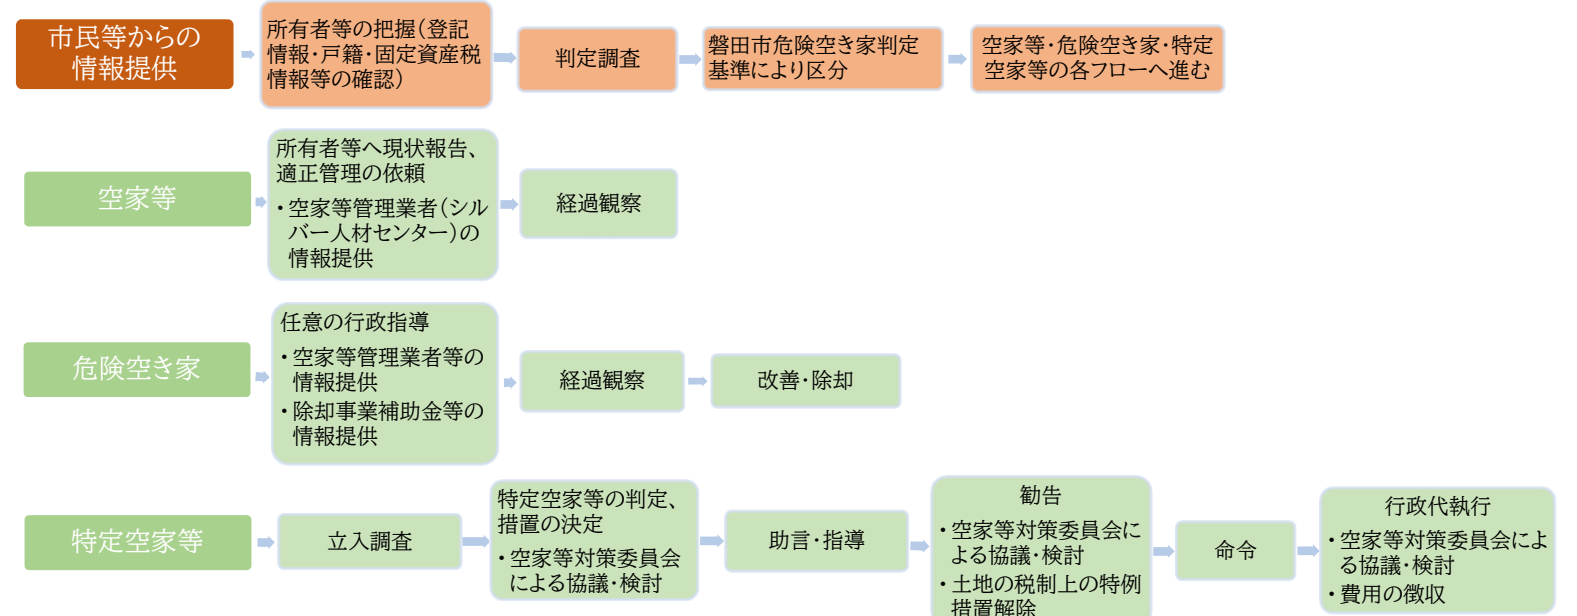 市民等からの
情報提供
所有者等の把握(登記
情報・戸籍・固定資産税
情報等の確認)
判定調査
磐田市危険空き家判定
基準により区分
空家等・危険空き家・特定
空家等の各フローへ進む
空家等
所有者等へ現状報告、
適正管理の依頼
・空家等管理業者(シル
バー人材センター)の
情報提供
経過観察
危険空き家
任意の行政指導
・空家等管理業者等の
情報提供
・除却事業補助金等の
情報提供
経過観察
改善・除却
特定空家等
立入調査
特定空家等の判定、
措置の決定
・空家等対策委員会
による協議・検討
助言・指導
勧告
・空家等対策委員会に
よる協議・検討
・土地の税制上の特例
措置解除
命令
行政代執行
・空家等対策委員会によ
る協議・検討
・費用の徴収